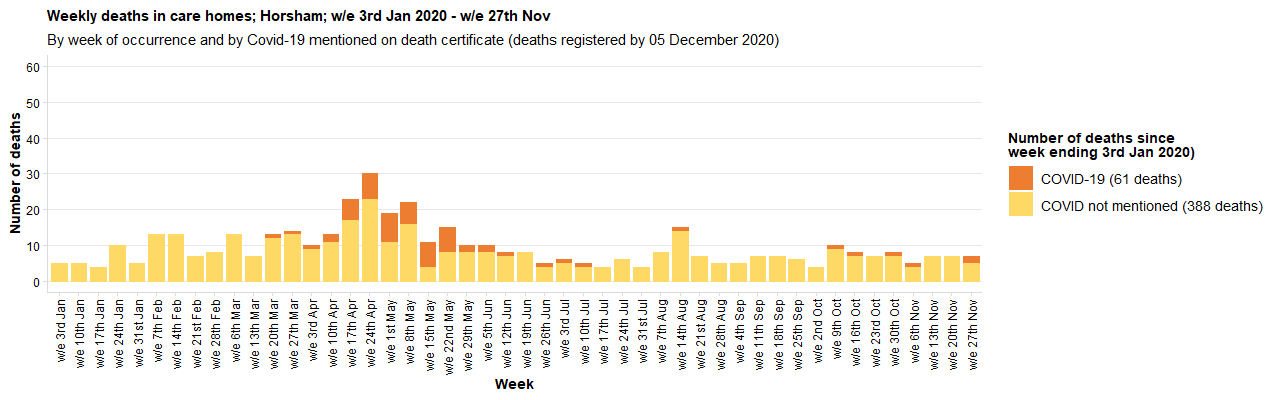 Weekly deaths in care homes; Horsham; w/e 3rd Jan 2020 - w/e 27th Nov
By week of occurrence and by Covid-19 mentioned on death certificate (deaths registered by 05 December 2020)
Number of deaths
60
50
40
30
20
10
0
w/e 3rd Jan
w/e 10th Jan
w/e 17th Jan
w/e 24th Jan
w/e 31st Jan
w/e 7th Feb
w/e 14th Feb
w/e 21st Feb
w/e 28th Feb
w/e 6th Mar
w/e 13th Mar
w/e 20th Mar
w/e 27th Mar
w/e 3rd Apr
w/e 10th Apr
w/e 17th Apr
w/e 24th Apr
w/e 1st May
w/e 8th May
w/e 15th May
w/e 22nd May
w/e 29th May
w/e 5th Jun
w/e 12th Jun
w/e 19th Jun
w/e 26th Jun
w/e 3rd Jul
w/e 10th Jul
w/e 17th Jul
w/e 24th Jul
w/e 31st Jul
w/e 7th Aug
w/e 14th Aug
w/e 21st Aug
w/e 28th Aug
w/e 4th Sep
w/e 11th Sep
w/e 18th Sep
w/e 25th Sep
w/e 2nd Oct
w/e 9th Oct
w/e 16th Oct
w/e 23rd Oct
w/e 30th Oct
w/e 6th Nov
w/e 13th Nov
w/e 20th Nov
w/e 27th Nov
Week
Number of deaths since
week ending 3rd Jan 2020)
COVID-19 (61 deaths)
COVID not mentioned (388 deaths)